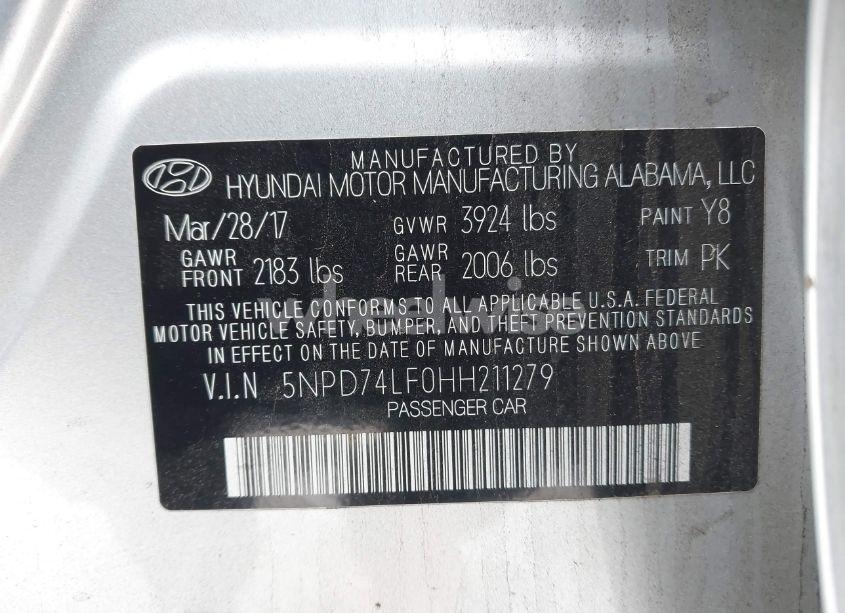 MANUFACTURED BY
HYUNDAI MOTOR MANUFACTURING ALABAMA, LLC
Mar/28/17 GVWR 3924 lbs PAINT Y8
GAWR FRONT 2183 lbs GAWR REAR 2006 lbs TRIM PK
THIS VEHICLE CONFORMS TO ALL APPLICABLE U.S.A. FEDERAL
MOTOR VEHICLE SAFETY, BUMPER, AND THEFT PREVENTION STANDARDS
IN EFFECT ON THE DATE OF MANUFACTURE SHOWN ABOVE.
V.I.N 5NPD74LF0HH211279
PASSENGER CAR
wheelwise